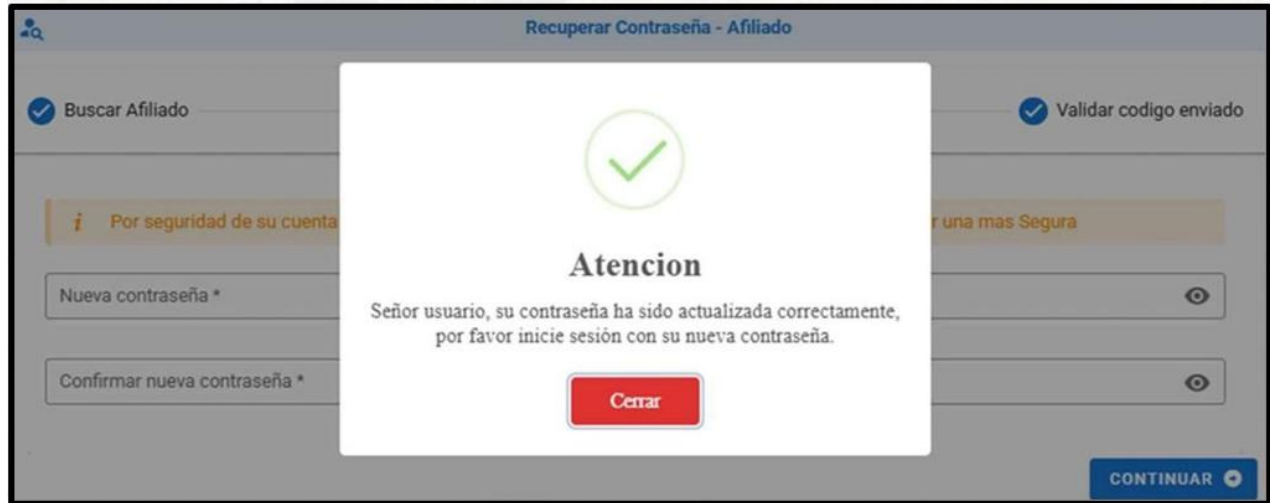 Recuperar Contraseña - Afiliado
Buscar Afiliado
Validar codigo enviado
Por seguridad de su cuenta
una mas Segura
Nueva contraseña *
Confirmar nueva contraseña *
Atencion
Señor usuario, su contraseña ha sido actualizada correctamente,
por favor inicie sesión con su nueva contraseña.
Cerrar
CONTINUAR